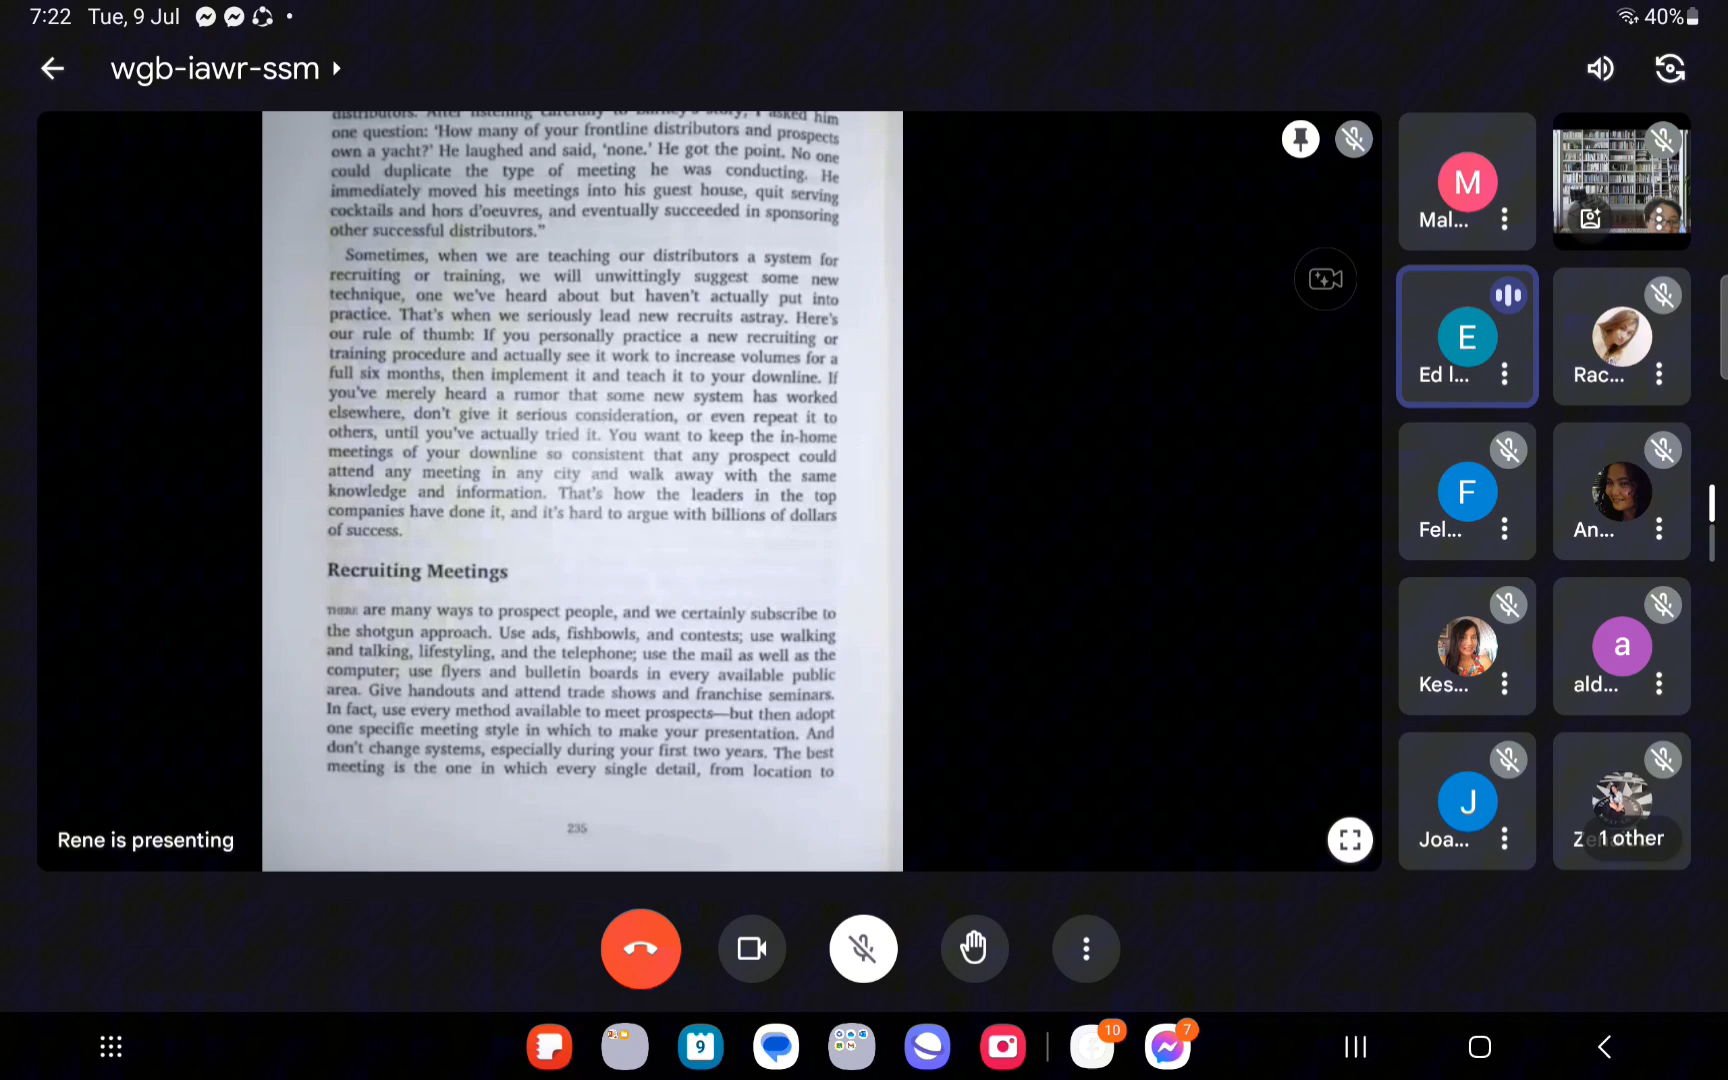 7:22 Tue, 9 Jul
40%
wgb-iawr-ssm
distributors. After listening carefully to Barney's story, I asked him
one question: 'How many of your frontline distributors and prospects
own a yacht?' He laughed and said, 'none.' He got the point. No one
could duplicate the type of meeting he was conducting. He
immediately moved his meetings into his guest house, quit serving
cocktails and hors d'oeuvres, and eventually succeeded in sponsoring
other successful distributors."
Sometimes, when we are teaching our distributors a system for
recruiting or training, we will unwittingly suggest some new
technique, one we've heard about but haven't actually put into
practice. That's when we seriously lead new recruits astray. Here's
our rule of thumb: If you personally practice a new recruiting or
training procedure and actually see it work to increase volumes for a
full six months, then implement it and teach it to your downline. If
you've merely heard a rumor that some new system has worked
elsewhere, don't give it serious consideration, or even repeat it to
others, until you've actually tried it. You want to keep the in-home
meetings of your downline so consistent that any prospect could
attend any meeting in any city and walk away with the same
knowledge and information. That's how the leaders in the top
companies have done it, and it's hard to argue with billions of dollars
of success.
Recruiting Meetings
THERE are many ways to prospect people, and we certainly subscribe to
the shotgun approach. Use ads, fishbowls, and contests; use walking
and talking, lifestyling, and the telephone; use the mail as well as the
computer; use flyers and bulletin boards in every available public
area. Give handouts and attend trade shows and franchise seminars.
In fact, use every method available to meet prospects—but then adopt
one specific meeting style in which to make your presentation. And
don't change systems, especially during your first two years. The best
meeting is the one in which every single detail, from location to
235
Rene is presenting
M
Mal...
E
Ed l...
Rac...
F
Fel...
An...
Kes...
a
ald...
J
Joa...
1 other
9
10
7